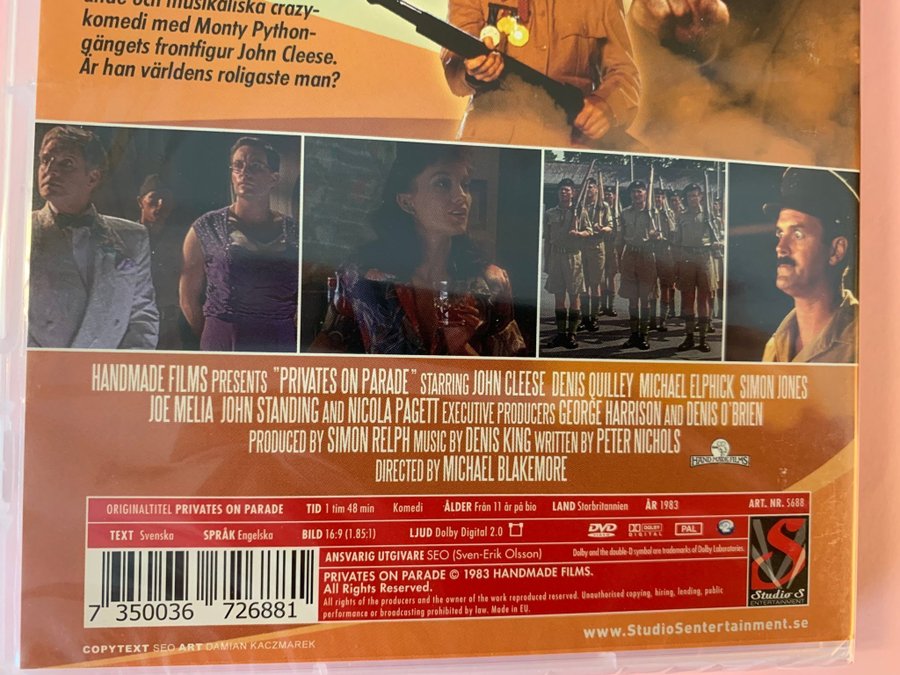 ande och musikaliska crazy-
komedi med Monty Python-
gängets frontfigur John Cleese.
Är han världens roligaste man?
HANDMADE FILMS PRESENTS "PRIVATES ON PARADE" STARRING JOHN CLEESE DENIS QUILLEY MICHAEL ELPHICK SIMON JONES
JOE MELIA JOHN STANDING AND NICOLA PAGETT EXECUTIVE PRODUCERS GEORGE HARRISON AND DENIS O'BRIEN
PRODUCED BY SIMON RELPH MUSIC BY DENIS KING WRITTEN BY PETER NICHOLS
DIRECTED BY MICHAEL BLAKEMORE
HANDMADE FILMS
ORIGINALTITEL PRIVATES ON PARADE TID 1 tim 48 min Komedi ÅLDER Från 11 år på bio LAND Storbritannien ÅR 1983 ART. NR. 5688
TEXT Svenska SPRÅK Engelska BILD 16:9 (1.85:1) LJUD Dolby Digital 2.0 DVD DOLBY DIGITAL PAL
ANSVARIG UTGIVARE SEO (Sven-Erik Olsson) Dolby and the double-D symbol are trademarks of Dolby Laboratories.
PRIVATES ON PARADE © 1983 HANDMADE FILMS.
All Rights Reserved.
All rights of the producers and the owner of the work reproduced reserved. Unauthorised copying, hiring, lending, public
performance or broadcasting prohibited by law. Made in EU.
S
Studio S
ENTERTAINMENT
7 350036 726881
www.StudioSentertainment.se
COPYTEXT SEO ART DAMIAN KACZMAREK